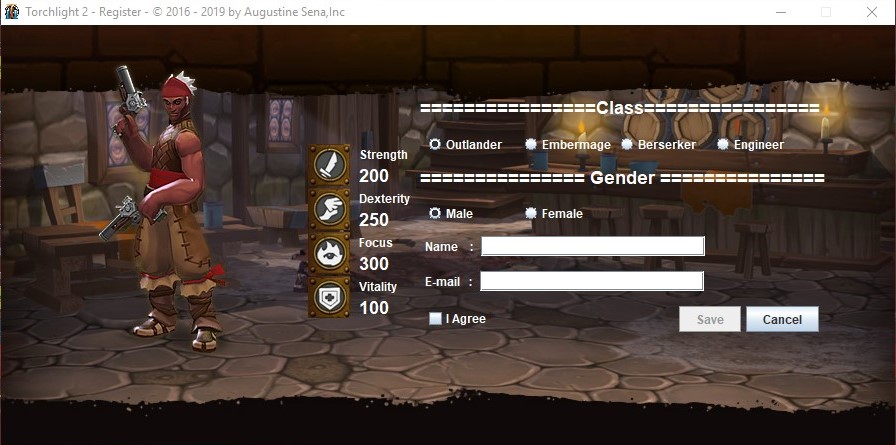 Torchlight 2 - Register - © 2016 - 2019 by Augustine Sena,Inc
================Class================
Outlander Embermage Berserker Engineer
=============== Gender ===============
Male Female
Strength
200
Dexterity
250
Focus
300
Vitality
100
Name :
E-mail :
I Agree
Save Cancel